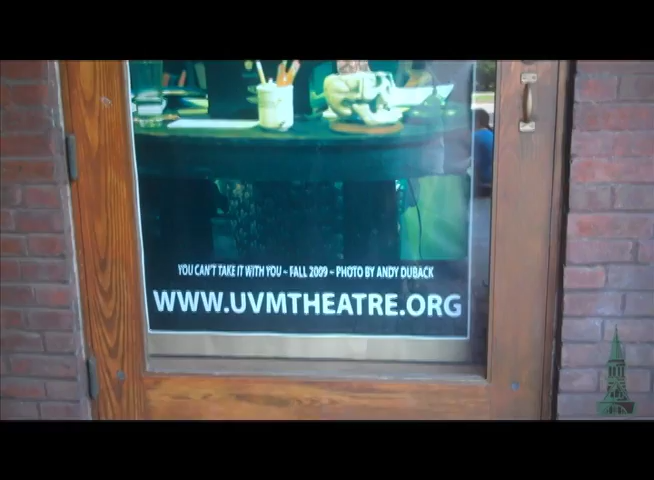 YOU CAN'T TAKE IT WITH YOU ~ FALL 2009 ~ PHOTO BY ANDY DUBACK
WWW.UVMTHEATRE.ORG